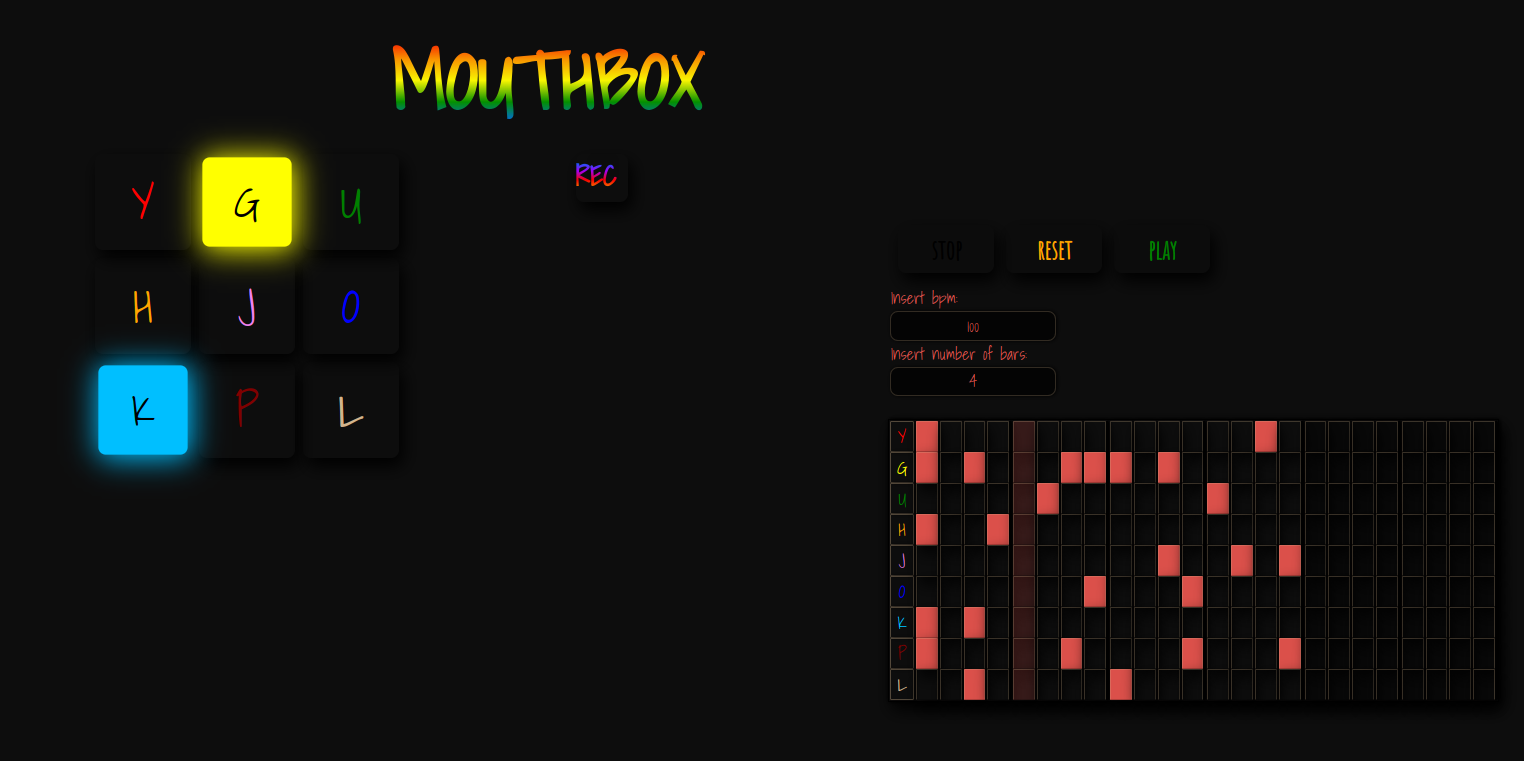 MOUTHBOX
Y G U
REC
STOP RESET PLAY
H J O
Insert bpm:
100
Insert number of bars:
4
K P L
Y
G
U
H
J
O
K
P
L